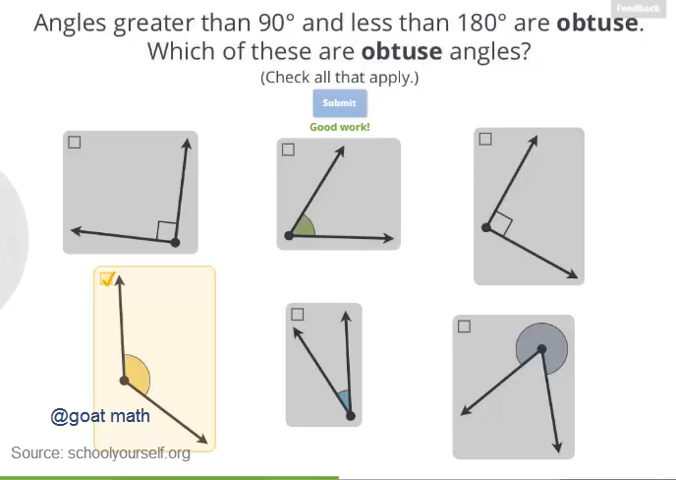 Feedback
Angles greater than 90° and less than 180° are obtuse.
Which of these are obtuse angles?
(Check all that apply.)
Submit
Good work!
@goat math
Source: schoolyourself.org